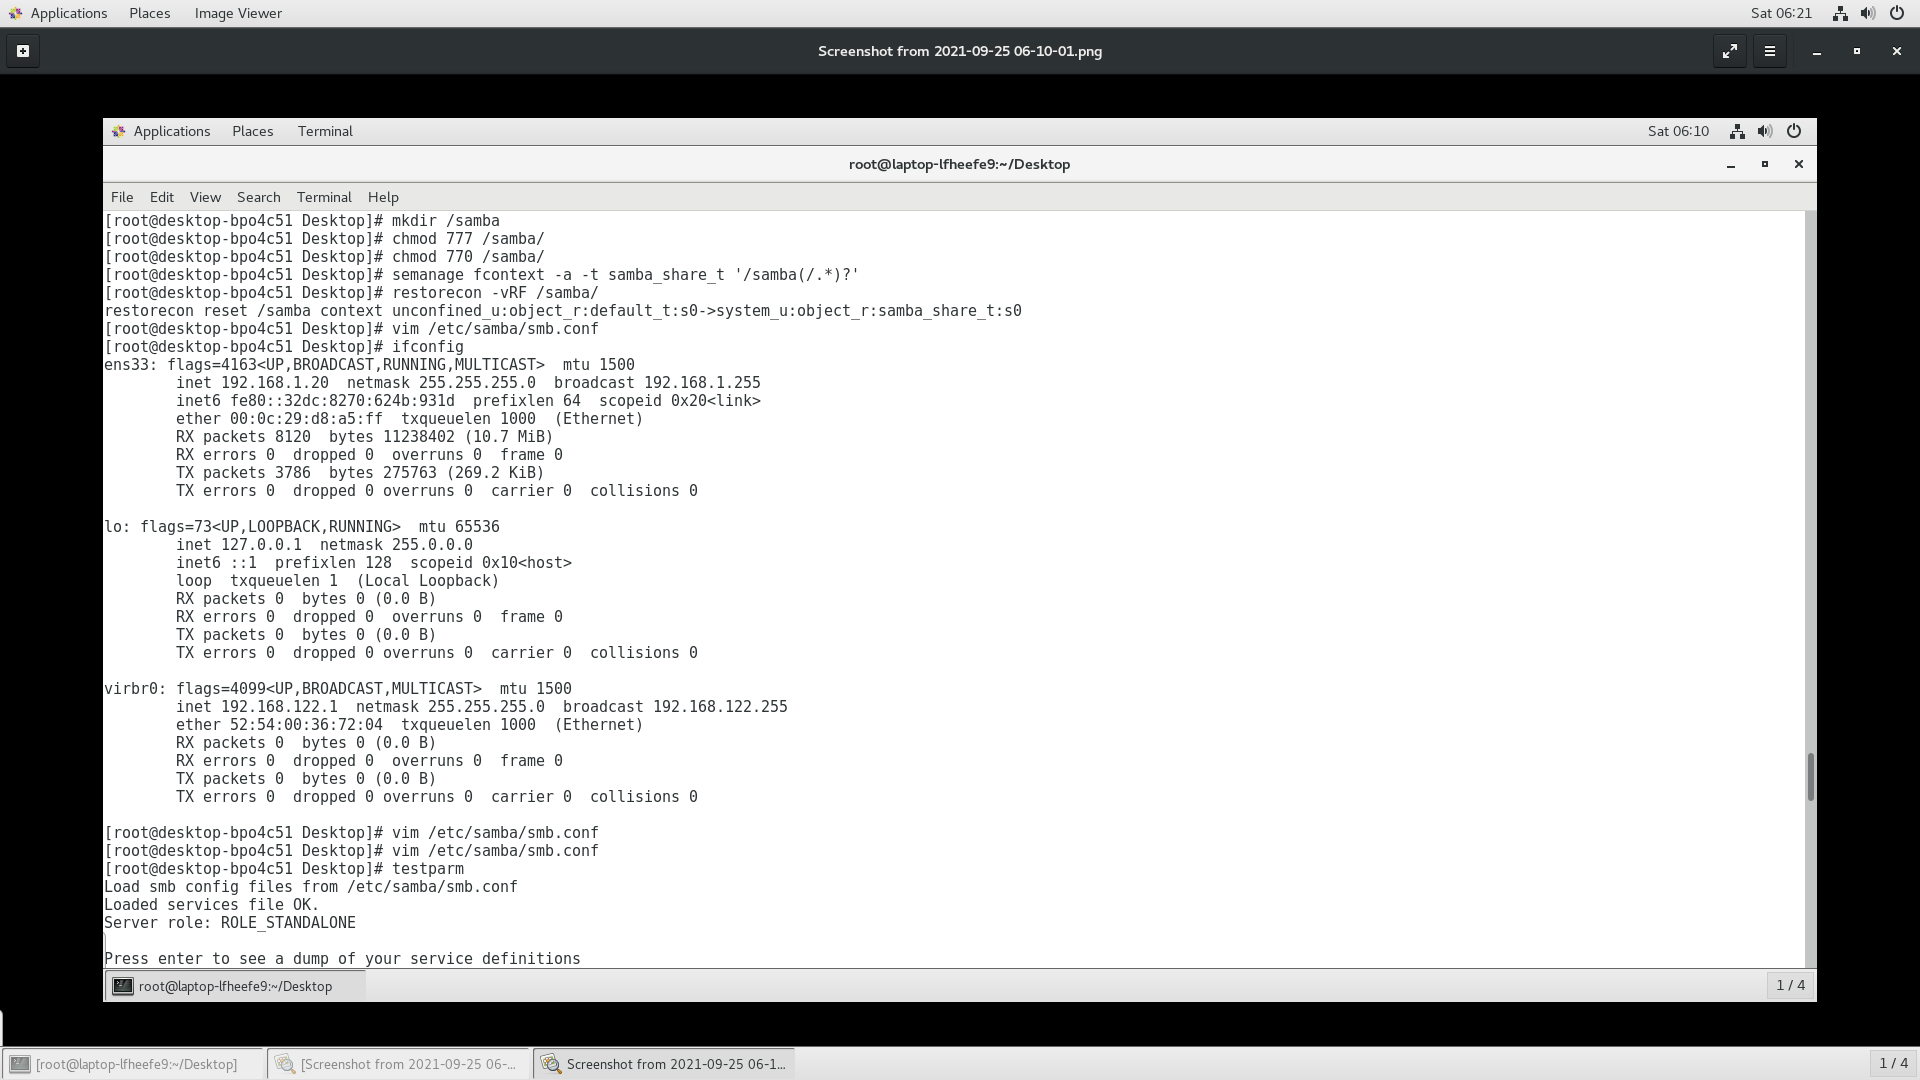 Applications Places Image Viewer Sat 06:21
Screenshot from 2021-09-25 06-10-01.png
Applications Places Terminal Sat 06:10
root@laptop-lfheefe9:~/Desktop
File Edit View Search Terminal Help
[root@desktop-bpo4c51 Desktop]# mkdir /samba
[root@desktop-bpo4c51 Desktop]# chmod 777 /samba/
[root@desktop-bpo4c51 Desktop]# chmod 770 /samba/
[root@desktop-bpo4c51 Desktop]# semanage fcontext -a -t samba_share_t '/samba(/.*)?'
[root@desktop-bpo4c51 Desktop]# restorecon -vRF /samba/
restorecon reset /samba context unconfined_u:object_r:default_t:s0->system_u:object_r:samba_share_t:s0
[root@desktop-bpo4c51 Desktop]# vim /etc/samba/smb.conf
[root@desktop-bpo4c51 Desktop]# ifconfig
ens33: flags=4163<UP,BROADCAST,RUNNING,MULTICAST>  mtu 1500
        inet 192.168.1.20  netmask 255.255.255.0  broadcast 192.168.1.255
        inet6 fe80::32dc:8270:624b:931d  prefixlen 64  scopeid 0x20<link>
        ether 00:0c:29:d8:a5:ff  txqueuelen 1000  (Ethernet)
        RX packets 8120  bytes 11238402 (10.7 MiB)
        RX errors 0  dropped 0  overruns 0  frame 0
        TX packets 3786  bytes 275763 (269.2 KiB)
        TX errors 0  dropped 0 overruns 0  carrier 0  collisions 0
lo: flags=73<UP,LOOPBACK,RUNNING>  mtu 65536
        inet 127.0.0.1  netmask 255.0.0.0
        inet6 ::1  prefixlen 128  scopeid 0x10<host>
        loop  txqueuelen 1  (Local Loopback)
        RX packets 0  bytes 0 (0.0 B)
        RX errors 0  dropped 0  overruns 0  frame 0
        TX packets 0  bytes 0 (0.0 B)
        TX errors 0  dropped 0 overruns 0  carrier 0  collisions 0
virbr0: flags=4099<UP,BROADCAST,MULTICAST>  mtu 1500
        inet 192.168.122.1  netmask 255.255.255.0  broadcast 192.168.122.255
        ether 52:54:00:36:72:04  txqueuelen 1000  (Ethernet)
        RX packets 0  bytes 0 (0.0 B)
        RX errors 0  dropped 0  overruns 0  frame 0
        TX packets 0  bytes 0 (0.0 B)
        TX errors 0  dropped 0 overruns 0  carrier 0  collisions 0
[root@desktop-bpo4c51 Desktop]# vim /etc/samba/smb.conf
[root@desktop-bpo4c51 Desktop]# vim /etc/samba/smb.conf
[root@desktop-bpo4c51 Desktop]# testparm
Load smb config files from /etc/samba/smb.conf
Loaded services file OK.
Server role: ROLE_STANDALONE
Press enter to see a dump of your service definitions
root@laptop-lfheefe9:~/Desktop 1 / 4
[root@laptop-lfheefe9:~/Desktop] [Screenshot from 2021-09-25 06-... Screenshot from 2021-09-25 06-1... 1 / 4